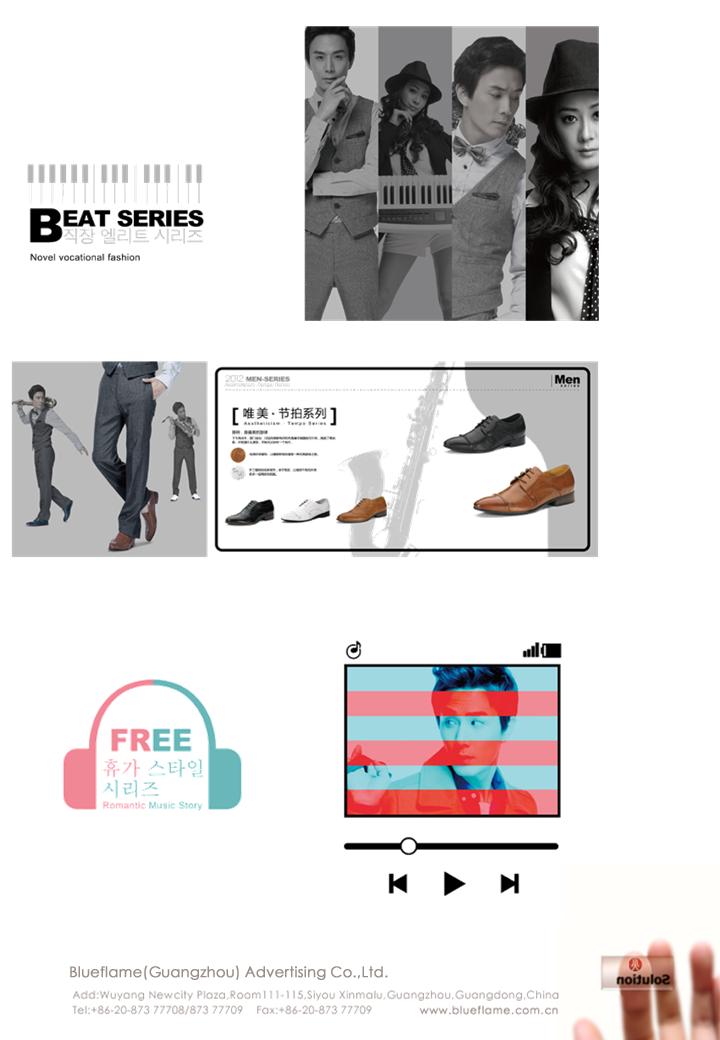 BEAT SERIES
직장 엘리트 시리즈
Novel vocational fashion
2012 MEN-SERIES
Men
series
[ 唯美·节拍系列 ]
Aestheticism · Tempo Series
FREE
휴가 스타일
시리즈
Romantic Music Story
Blueflame(Guangzhou) Advertising Co.,Ltd.
Add:Wuyang Newcity Plaza,Room111-115,Siyou Xinmalu,Guangzhou,Guangdong,China
Tel:+86-20-873 77708/873 77709 Fax:+86-20-873 77709 www.blueflame.com.cn
Solution